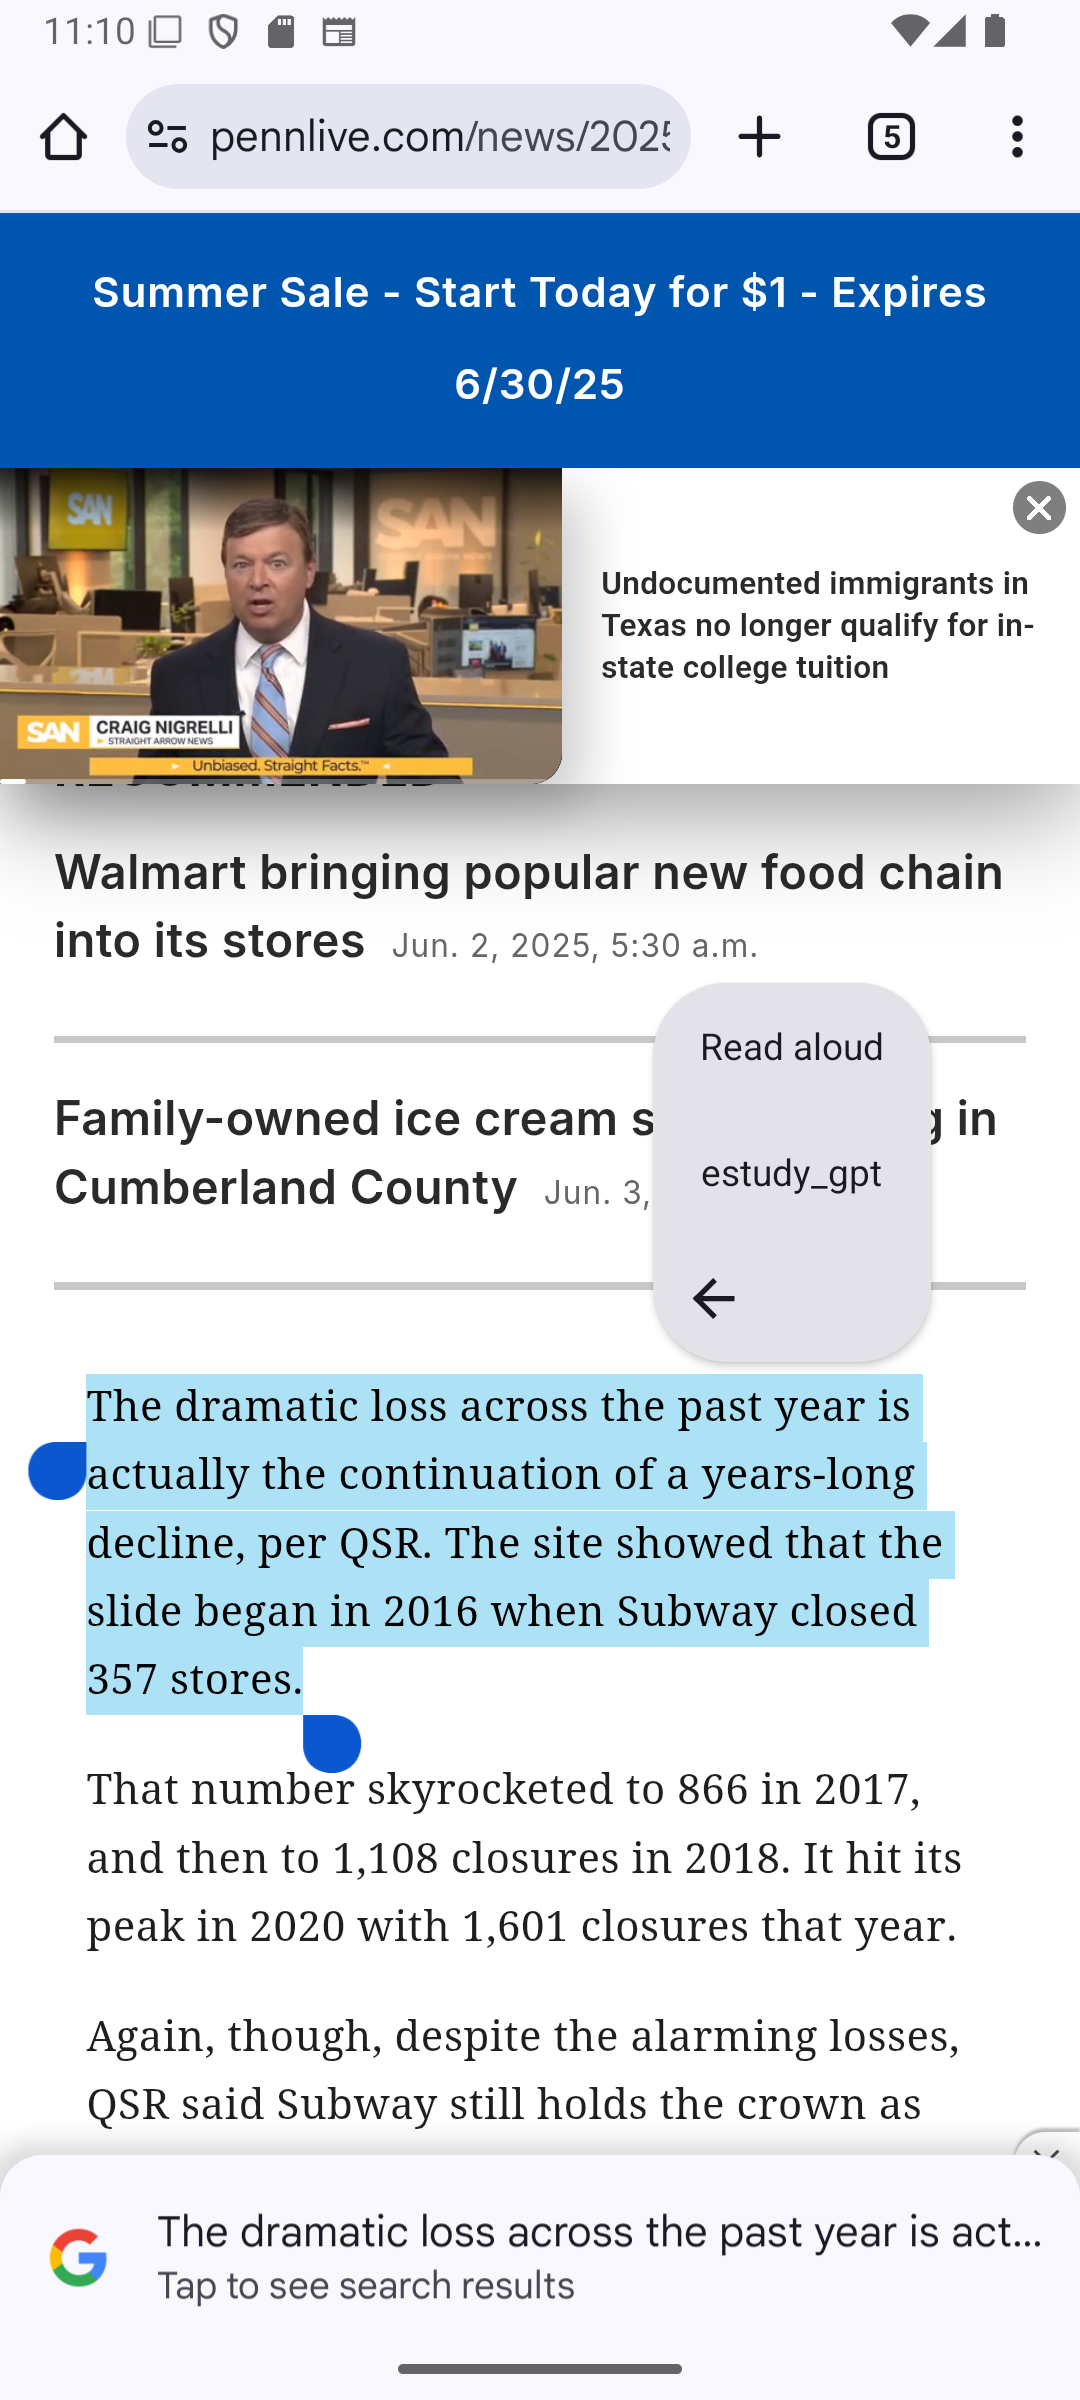 11:10
pennlive.com/news/2025
5
Summer Sale - Start Today for $1 - Expires
6/30/25
SAN
SAN
SAN CRAIG NIGRELLI
STRAIGHT ARROW NEWS
Unbiased. Straight Facts.™
Undocumented immigrants in
Texas no longer qualify for in-
state college tuition
RECOMMENDED
Walmart bringing popular new food chain
into its stores Jun. 2, 2025, 5:30 a.m.
Family-owned ice cream s
g in
Cumberland County Jun. 3,
Read aloud
estudy_gpt
The dramatic loss across the past year is
actually the continuation of a years-long
decline, per QSR. The site showed that the
slide began in 2016 when Subway closed
357 stores.
That number skyrocketed to 866 in 2017,
and then to 1,108 closures in 2018. It hit its
peak in 2020 with 1,601 closures that year.
Again, though, despite the alarming losses,
QSR said Subway still holds the crown as
The dramatic loss across the past year is act...
Tap to see search results